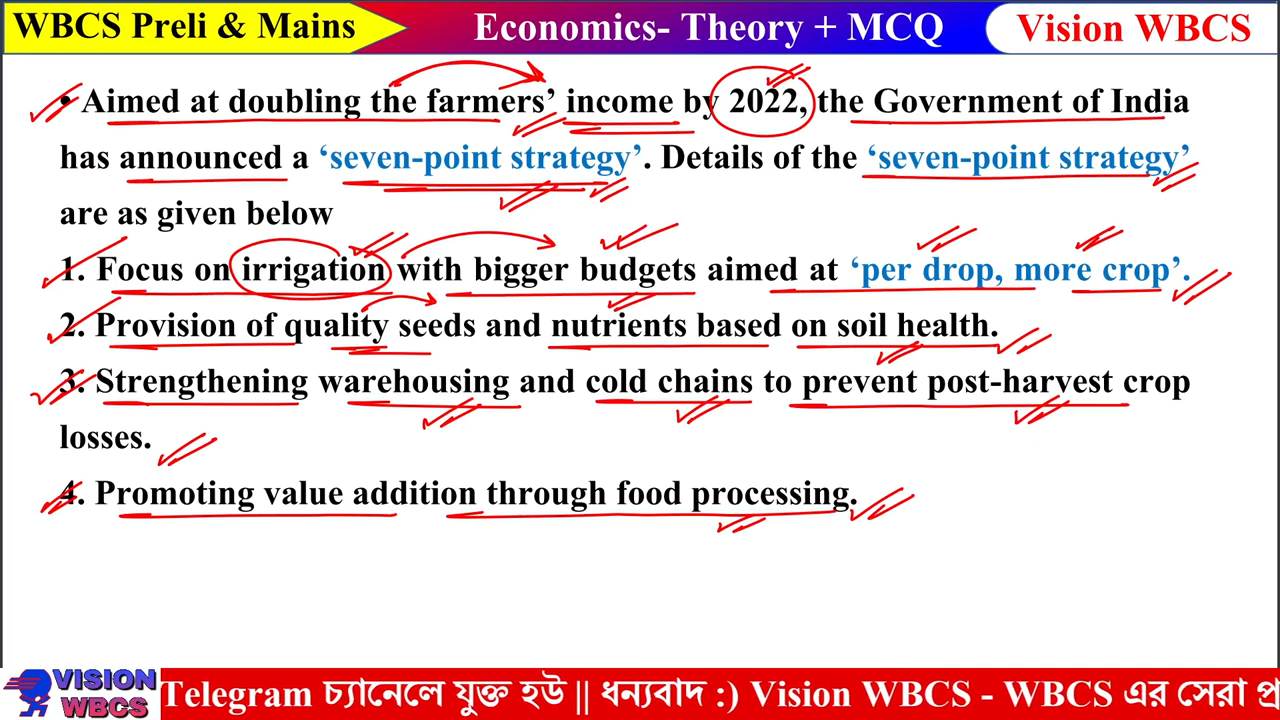 WBCS Preli & Mains
Economics- Theory + MCQ
Vision WBCS
• Aimed at doubling the farmers’ income by 2022, the Government of India
has announced a ‘seven-point strategy’. Details of the ‘seven-point strategy’
are as given below
1. Focus on irrigation with bigger budgets aimed at ‘per drop, more crop’.
2. Provision of quality seeds and nutrients based on soil health.
3. Strengthening warehousing and cold chains to prevent post-harvest crop
losses.
4. Promoting value addition through food processing.
VISION
WBCS
Telegram চ্যানেলে যুক্ত হউ || ধন্যবাদ :) Vision WBCS - WBCS এর সেরা প্র